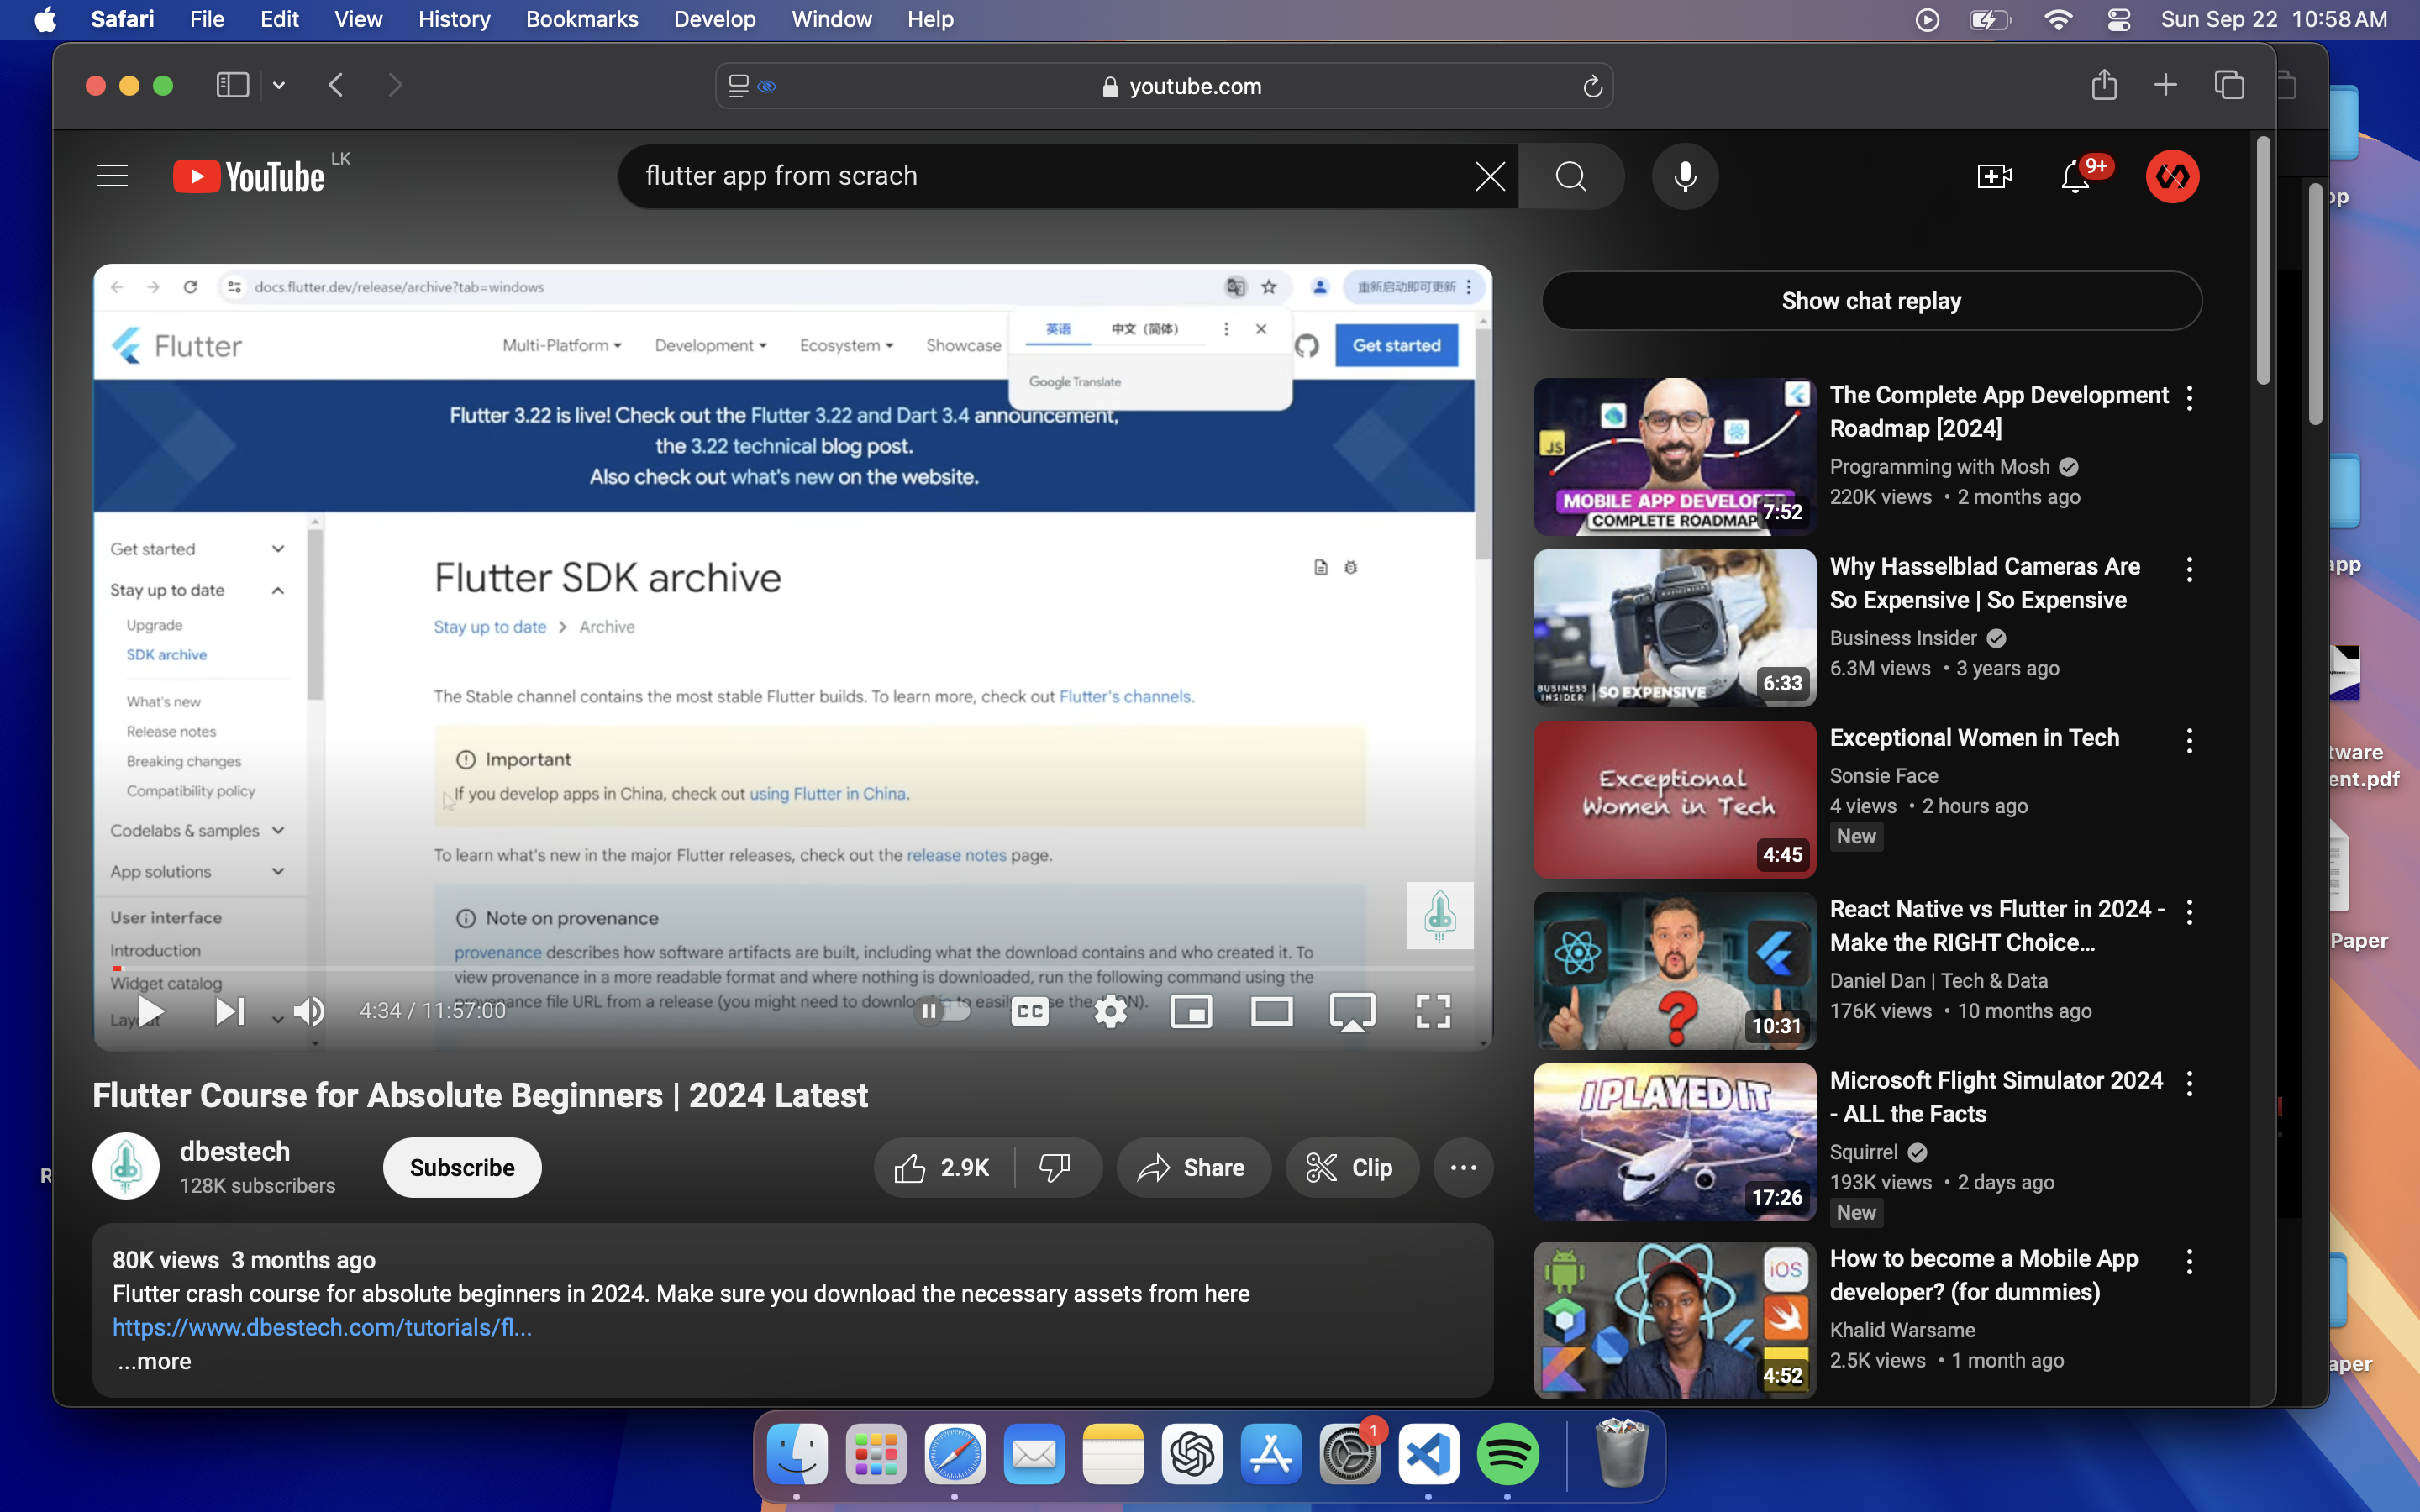 Safari File Edit View History Bookmarks Develop Window Help Sun Sep 22 10:58 AM
youtube.com
YouTube LK
flutter app from scrach
9+
docs.flutter.dev/release/archive?tab=windows
重新启动即可更新
Flutter
Multi-Platform Development Ecosystem Showcase
英语 中文（简体）
Get started
Google Translate
Flutter 3.22 is live! Check out the Flutter 3.22 and Dart 3.4 announcement,
the 3.22 technical blog post.
Also check out what's new on the website.
Get started
Stay up to date
Upgrade
SDK archive
What's new
Release notes
Breaking changes
Compatibility policy
Codelabs & samples
App solutions
User interface
Introduction
Widget catalog
Flutter SDK archive
Stay up to date > Archive
The Stable channel contains the most stable Flutter builds. To learn more, check out Flutter's channels.
Important
If you develop apps in China, check out using Flutter in China.
To learn what's new in the major Flutter releases, check out the release notes page.
Note on provenance
provenance describes how software artifacts are built, including what the download contains and who created it. To
view provenance in a more readable format and where nothing is downloaded, run the following command using the
file URL from a release (you might need to
4:34 / 11:57:00
CC
Flutter Course for Absolute Beginners | 2024 Latest
dbestech
128K subscribers
Subscribe
2.9K
Share
Clip
80K views 3 months ago
Flutter crash course for absolute beginners in 2024. Make sure you download the necessary assets from here
https://www.dbestech.com/tutorials/fl...
...more
Show chat replay
JS
MOBILE APP DEVELOPER
COMPLETE ROADMAP
7:52
The Complete App Development
Roadmap [2024]
Programming with Mosh
220K views • 2 months ago
HASSELBLAD
BUSINESS
INSIDER
SO EXPENSIVE
6:33
Why Hasselblad Cameras Are
So Expensive | So Expensive
Business Insider
6.3M views • 3 years ago
Exceptional
Women in Tech
4:45
Exceptional Women in Tech
Sonsie Face
4 views • 2 hours ago
New
?
10:31
React Native vs Flutter in 2024 -
Make the RIGHT Choice...
Daniel Dan | Tech & Data
176K views • 10 months ago
I PLAYED IT
17:26
Microsoft Flight Simulator 2024
- ALL the Facts
Squirrel
193K views • 2 days ago
New
iOS
4:52
How to become a Mobile App
developer? (for dummies)
Khalid Warsame
2.5K views • 1 month ago
app
tware
ent.pdf
Paper
aper
R
1